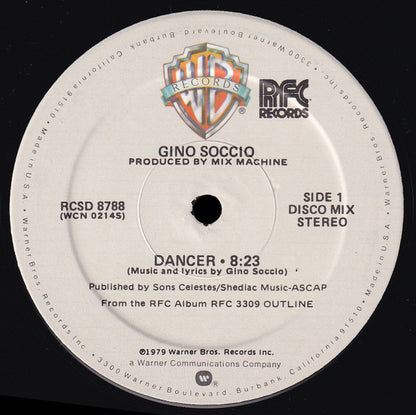 WB
RECORDS
RFC
RECORDS
GINO SOCCIO
PRODUCED BY MIX MACHINE
RCSD 8788
(WCN 02145)
SIDE 1
DISCO MIX
STEREO
DANCER • 8:23
(Music and lyrics by Gino Soccio)
Published by Sons Celestes/Shediac Music-ASCAP
From the RFC Album RFC 3309 OUTLINE
©1979 Warner Bros. Records Inc.
a Warner Communications Company
W
Made in U.S.A. • Warner Bros. Records Inc. • 3300 Warner Boulevard, Burbank, California 91510 • Made in U.S.A. • Warner Bros. Records Inc. • 3300 Warner Boulevard, Burbank, California 91510 •